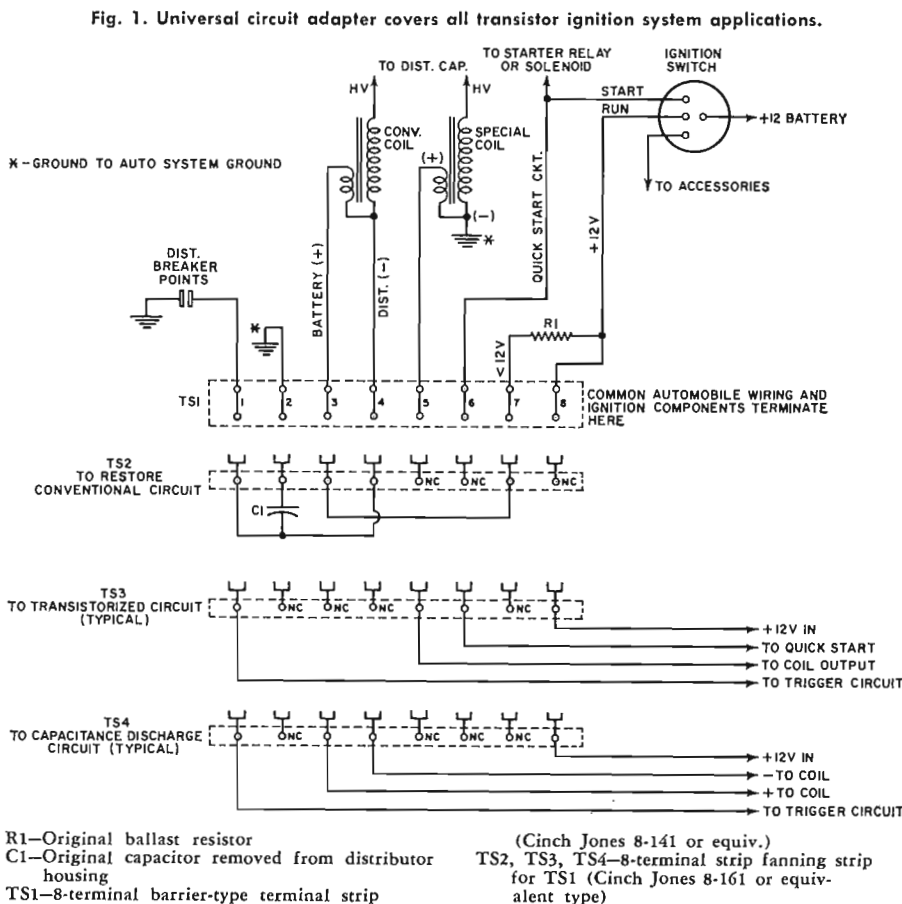 Fig. 1. Universal circuit adapter covers all transistor ignition system applications.
TO DIST. CAP.
TO STARTER RELAY
OR SOLENOID
IGNITION
SWITCH
HV
HV
START
RUN
+12 BATTERY
CONV.
COIL
SPECIAL
COIL
* - GROUND TO AUTO SYSTEM GROUND
(+)
TO ACCESSORIES
(-)
*
QUICK START CKT.
+12V
DIST.
BREAKER
POINTS
BATTERY (+)
DIST. (-)
*
R1
<12V
TS1
1 2 3 4 5 6 7 8
COMMON AUTOMOBILE WIRING AND
IGNITION COMPONENTS TERMINATE
HERE
TS2
TO RESTORE
CONVENTIONAL CIRCUIT
NC NC NC
C1
TS3
TO TRANSISTORIZED CIRCUIT
(TYPICAL)
NC NC NC NC
+12V IN
TO QUICK START
TO COIL OUTPUT
TO TRIGGER CIRCUIT
TS4
TO CAPACITANCE DISCHARGE
CIRCUIT (TYPICAL)
NC NC NC NC
+12V IN
- TO COIL
+ TO COIL
TO TRIGGER CIRCUIT
R1—Original ballast resistor
C1—Original capacitor removed from distributor
housing
TS1—8-terminal barrier-type terminal strip
(Cinch Jones 8-141 or equiv.)
TS2, TS3, TS4—8-terminal strip fanning strip
for TS1 (Cinch Jones 8-161 or equiv-
alent type)